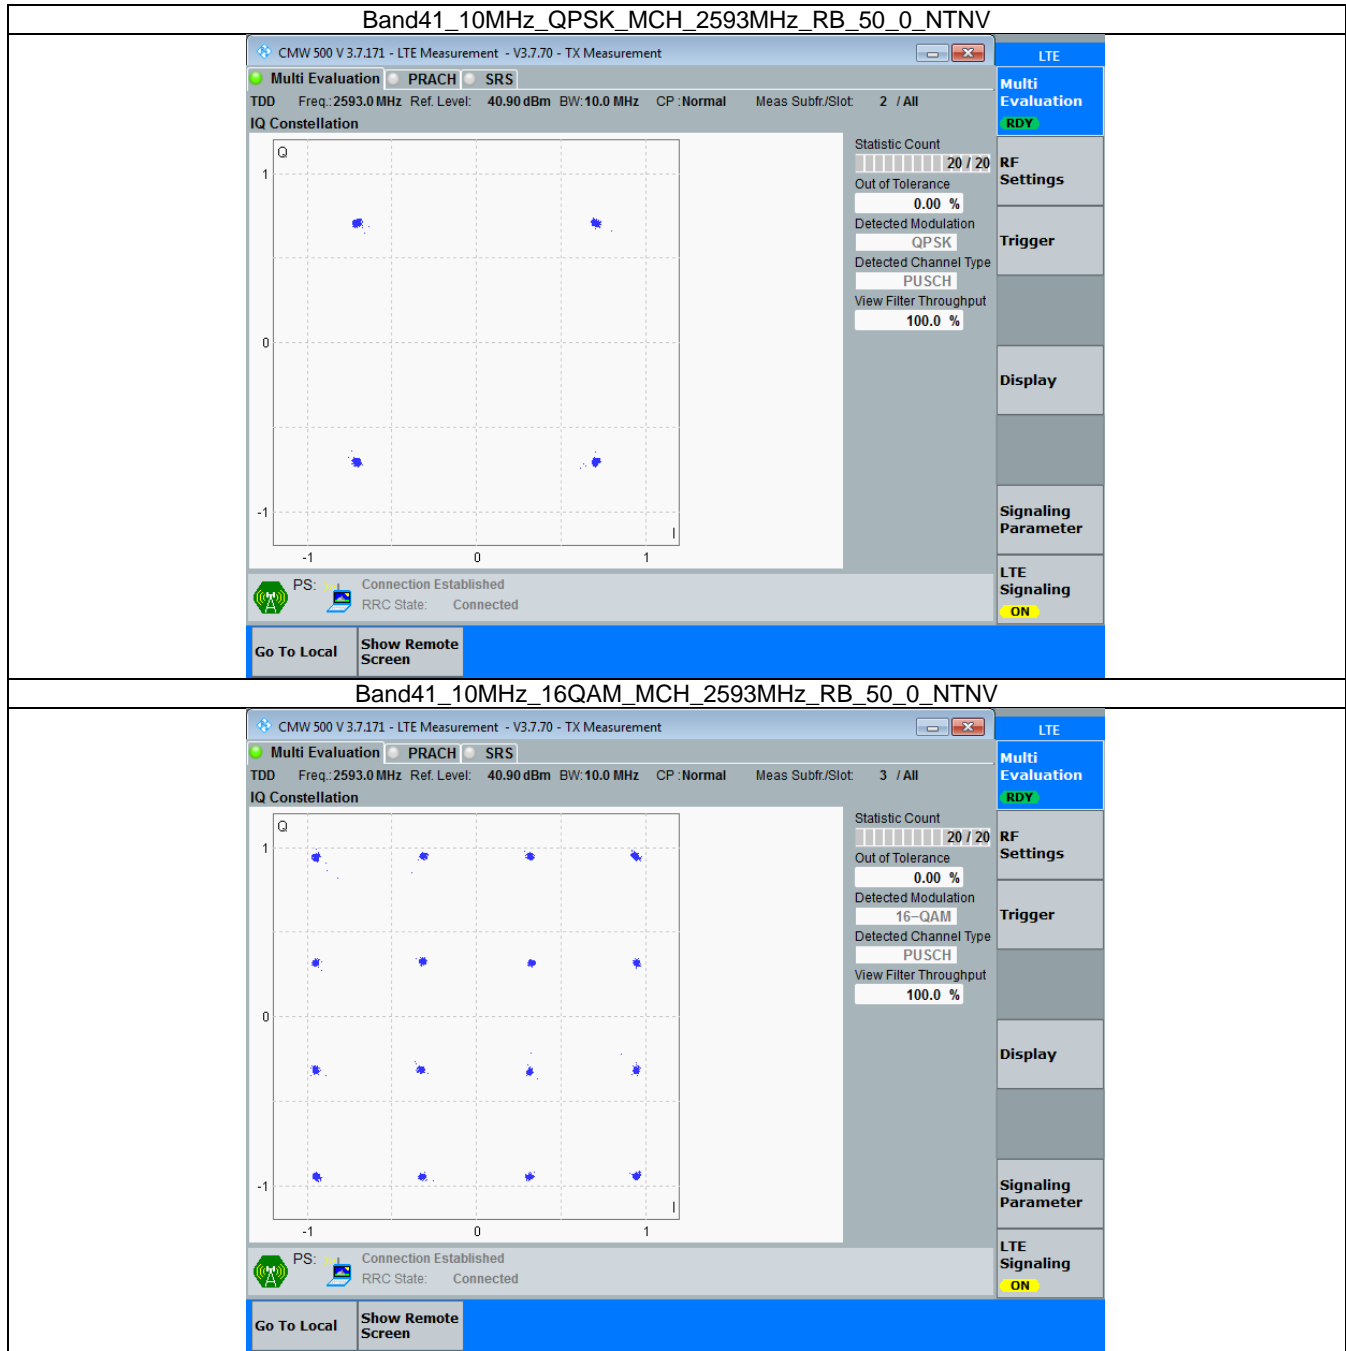 Band41_10MHz_QPSK_MCH_2593MHz_RB_50_0_NTNV
CMW 500 V 3.7.171 - LTE Measurement - V3.7.70 - TX Measurement
LTE
Multi Evaluation PRACH SRS
Multi Evaluation
RDY
TDD Freq.: 2593.0 MHz Ref. Level: 40.90 dBm BW: 10.0 MHz CP : Normal Meas Subfr./Slot: 2 / All
IQ Constellation
Q
1
0
-1
-1 0 1
I
Statistic Count
20 / 20
Out of Tolerance
0.00 %
Detected Modulation
QPSK
Detected Channel Type
PUSCH
View Filter Throughput
100.0 %
RF Settings
Trigger
Display
Signaling Parameter
LTE Signaling
ON
PS: Connection Established
RRC State: Connected
Go To Local
Show Remote Screen
Band41_10MHz_16QAM_MCH_2593MHz_RB_50_0_NTNV
CMW 500 V 3.7.171 - LTE Measurement - V3.7.70 - TX Measurement
LTE
Multi Evaluation PRACH SRS
Multi Evaluation
RDY
TDD Freq.: 2593.0 MHz Ref. Level: 40.90 dBm BW: 10.0 MHz CP : Normal Meas Subfr./Slot: 3 / All
IQ Constellation
Q
1
0
-1
-1 0 1
I
Statistic Count
20 / 20
Out of Tolerance
0.00 %
Detected Modulation
16-QAM
Detected Channel Type
PUSCH
View Filter Throughput
100.0 %
RF Settings
Trigger
Display
Signaling Parameter
LTE Signaling
ON
PS: Connection Established
RRC State: Connected
Go To Local
Show Remote Screen